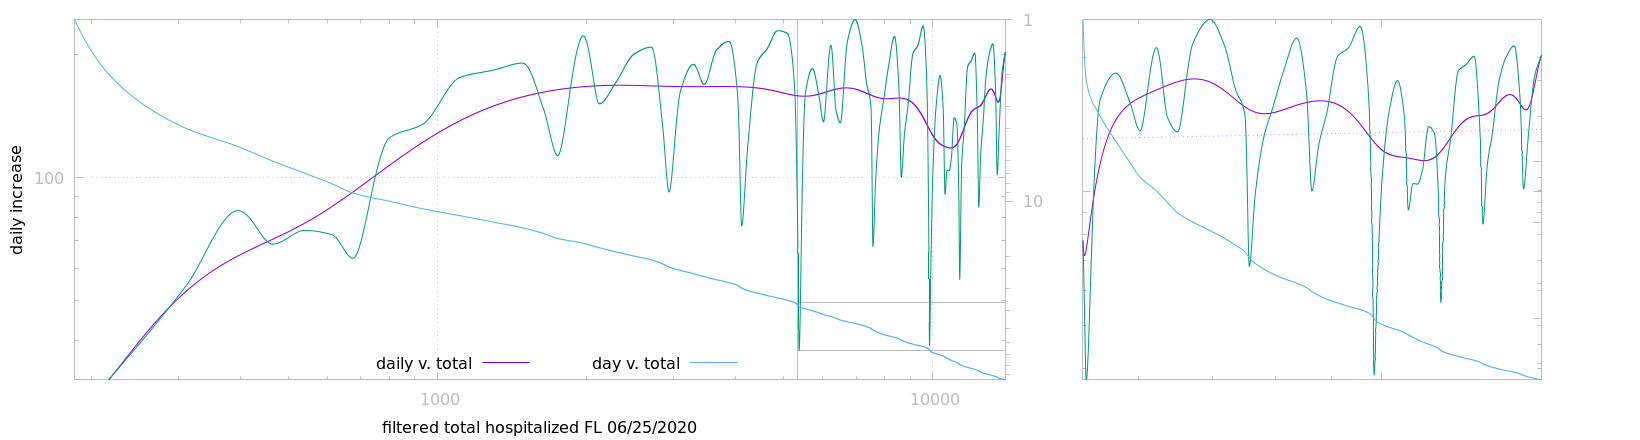 1
100
10
daily increase
daily v. total
day v. total
1000
10000
filtered total hospitalized FL 06/25/2020